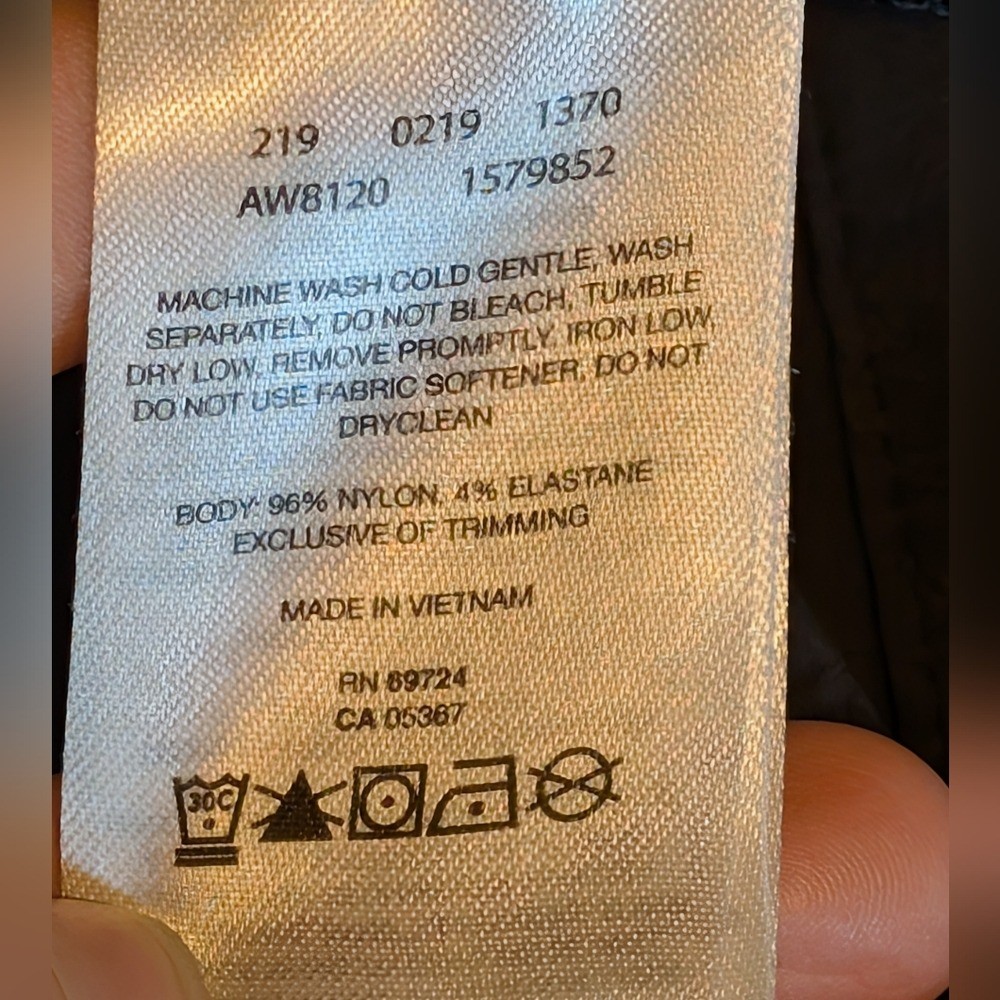 219 0219 1370
AW8120 1579852
MACHINE WASH COLD GENTLE, WASH
SEPARATELY, DO NOT BLEACH, TUMBLE
DRY LOW, REMOVE PROMPTLY, IRON LOW,
DO NOT USE FABRIC SOFTENER, DO NOT
DRYCLEAN
BODY: 96% NYLON, 4% ELASTANE
EXCLUSIVE OF TRIMMING
MADE IN VIETNAM
RN 69724
CA 05367
30C